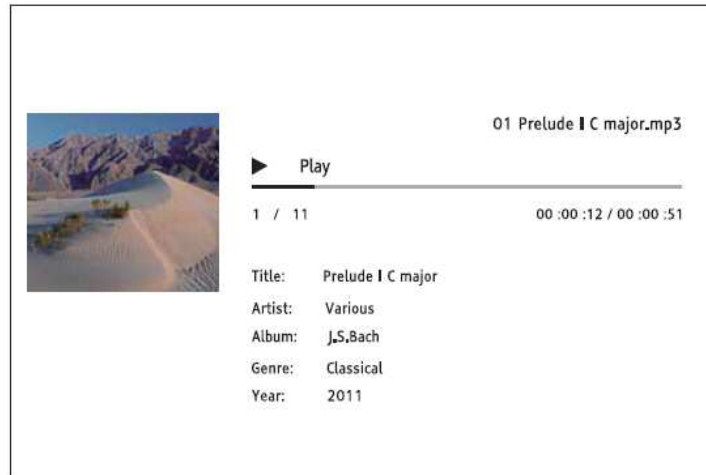 01 Prelude I C major.mp3
Play
1 / 11 00 :00 :12 / 00 :00 :51
Title: Prelude I C major
Artist: Various
Album: J.S.Bach
Genre: Classical
Year: 2011